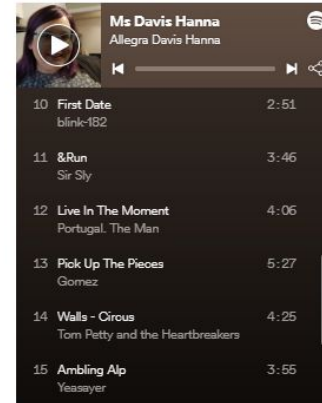 Ms Davis Hanna
Allegra Davis Hanna
10 First Date 2:51
blink-182
11 &Run 3:46
Sir Sly
12 Live In The Moment 4:06
Portugal. The Man
13 Pick Up The Pieces 5:27
Gomez
14 Walls - Circus 4:25
Tom Petty and the Heartbreakers
15 Ambling Alp 3:55
Yeasayer